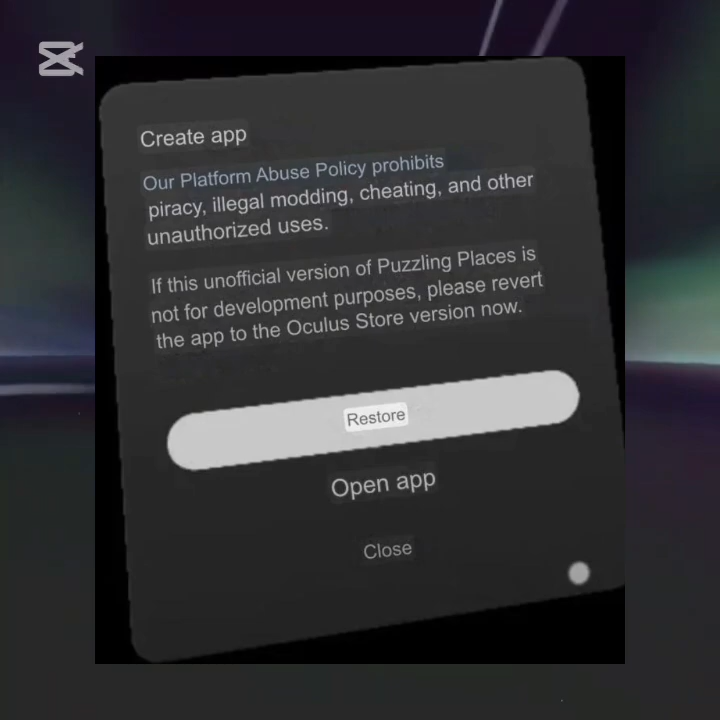 Create app
Our Platform Abuse Policy prohibits
piracy, illegal modding, cheating, and other
unauthorized uses.
If this unofficial version of Puzzling Places is
not for development purposes, please revert
the app to the Oculus Store version now.
Restore
Open app
Close